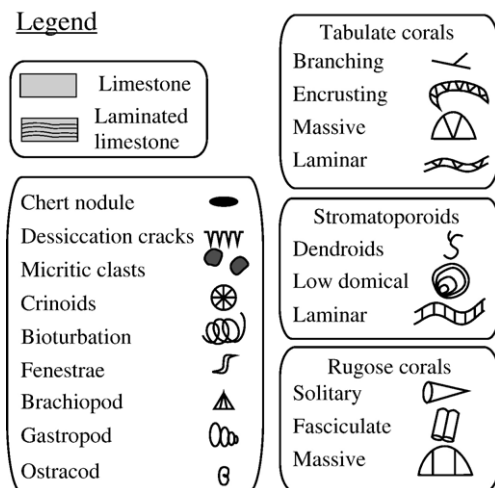 Legend
Limestone
Laminated
limestone
Chert nodule
Dessiccation cracks
Micritic clasts
Crinoids
Bioturbation
Fenestrae
Brachiopod
Gastropod
Ostracod
Tabulate corals
Branching
Encrusting
Massive
Laminar
Stromatoporoids
Dendroids
Low domical
Laminar
Rugose corals
Solitary
Fasciculate
Massive